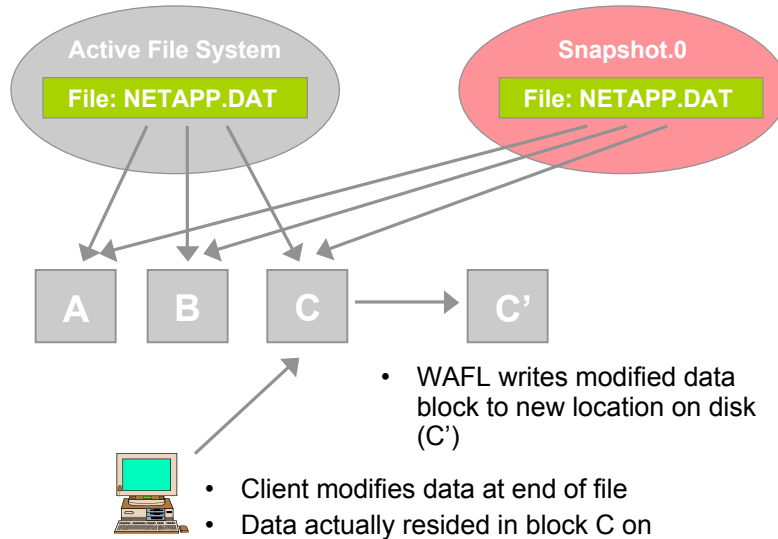 Active File System
File: NETAPP.DAT
Snapshot.0
File: NETAPP.DAT
A
B
C
C’
• WAFL writes modified data
block to new location on disk
(C’)
• Client modifies data at end of file
• Data actually resided in block C on